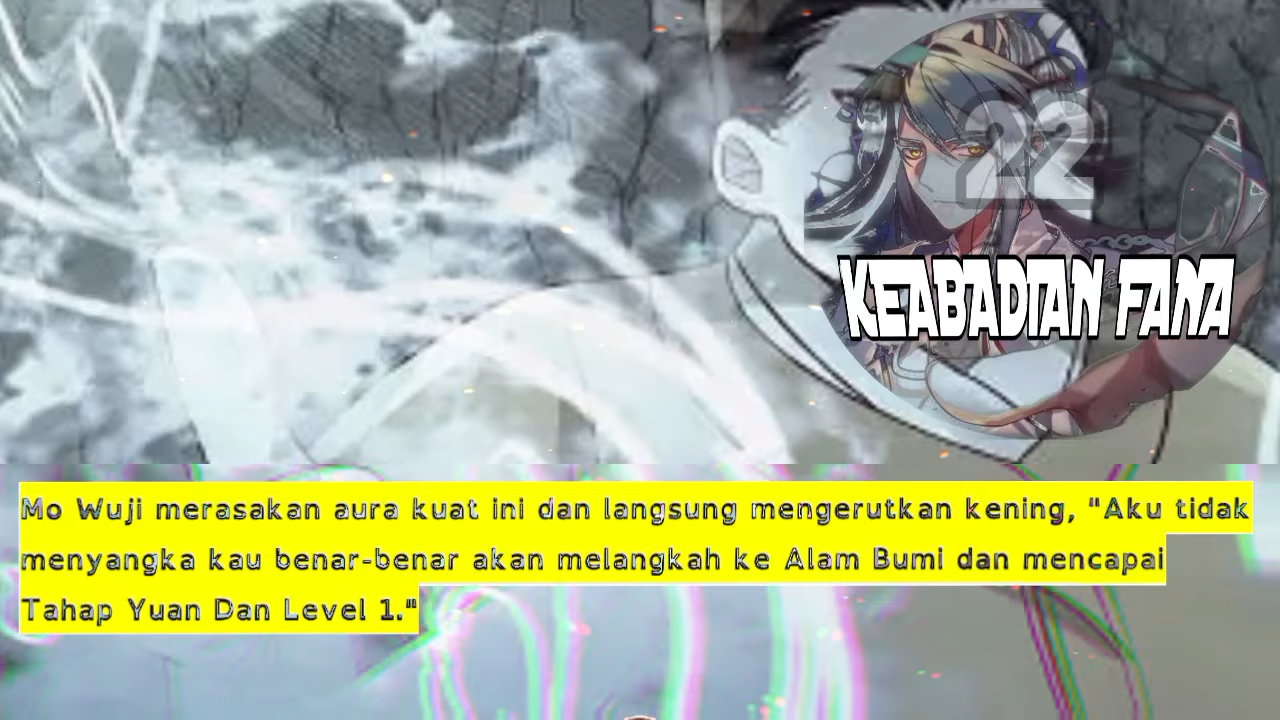 22
KEABADIAN FANA
Mo Wuji merasakan aura kuat ini dan langsung mengerutkan kening, "Aku tidak
menyangka kau benar-benar akan melangkah ke Alam Bumi dan mencapai
Tahap Yuan Dan Level 1."